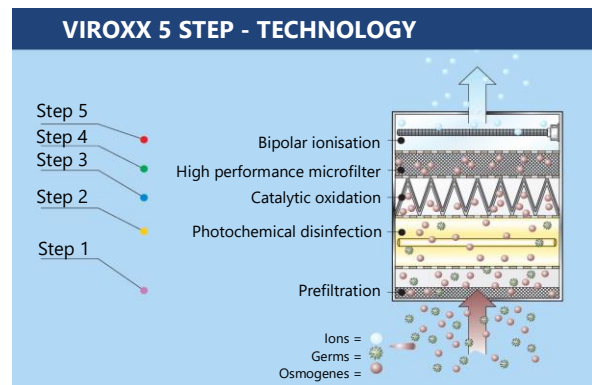 VIROXX 5 STEP - TECHNOLOGY
Step 5
Step 4
Step 3
Step 2
Step 1
Bipolar ionisation
High performance microfilter
Catalytic oxidation
Photochemical disinfection
Prefiltration
Ions =
Germs =
Osmogenes =